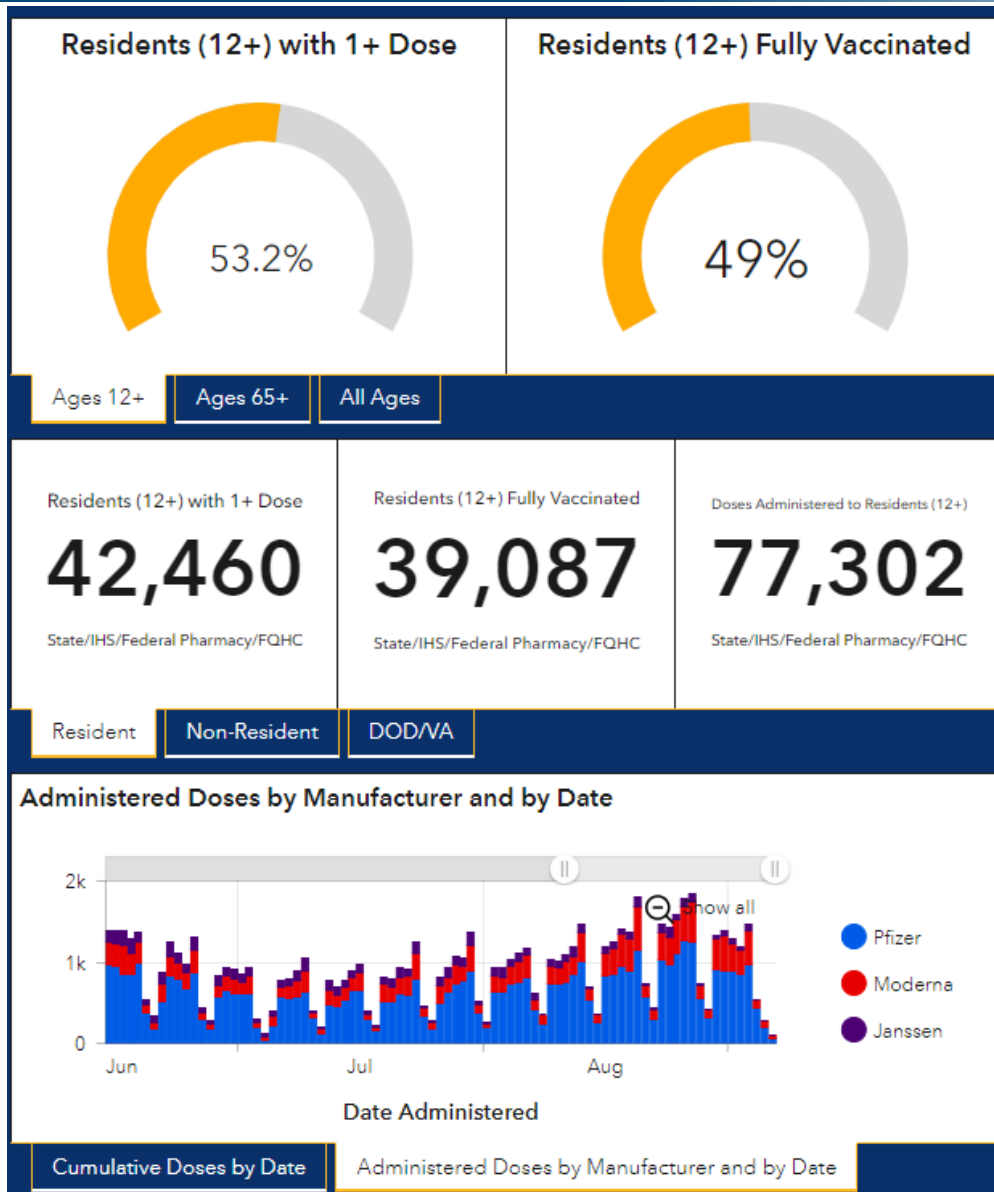 Residents (12+) with 1+ Dose
Residents (12+) Fully Vaccinated
53.2%
49%
Ages 12+
Ages 65+
All Ages
Residents (12+) with 1+ Dose
42,460
State/IHS/Federal Pharmacy/FQHC
Residents (12+) Fully Vaccinated
39,087
State/IHS/Federal Pharmacy/FQHC
Doses Administered to Residents (12+)
77,302
State/IHS/Federal Pharmacy/FQHC
Resident
Non-Resident
DOD/VA
Administered Doses by Manufacturer and by Date
2k
1k
0
Show all
Jun
Jul
Aug
Date Administered
Pfizer
Moderna
Janssen
Cumulative Doses by Date
Administered Doses by Manufacturer and by Date